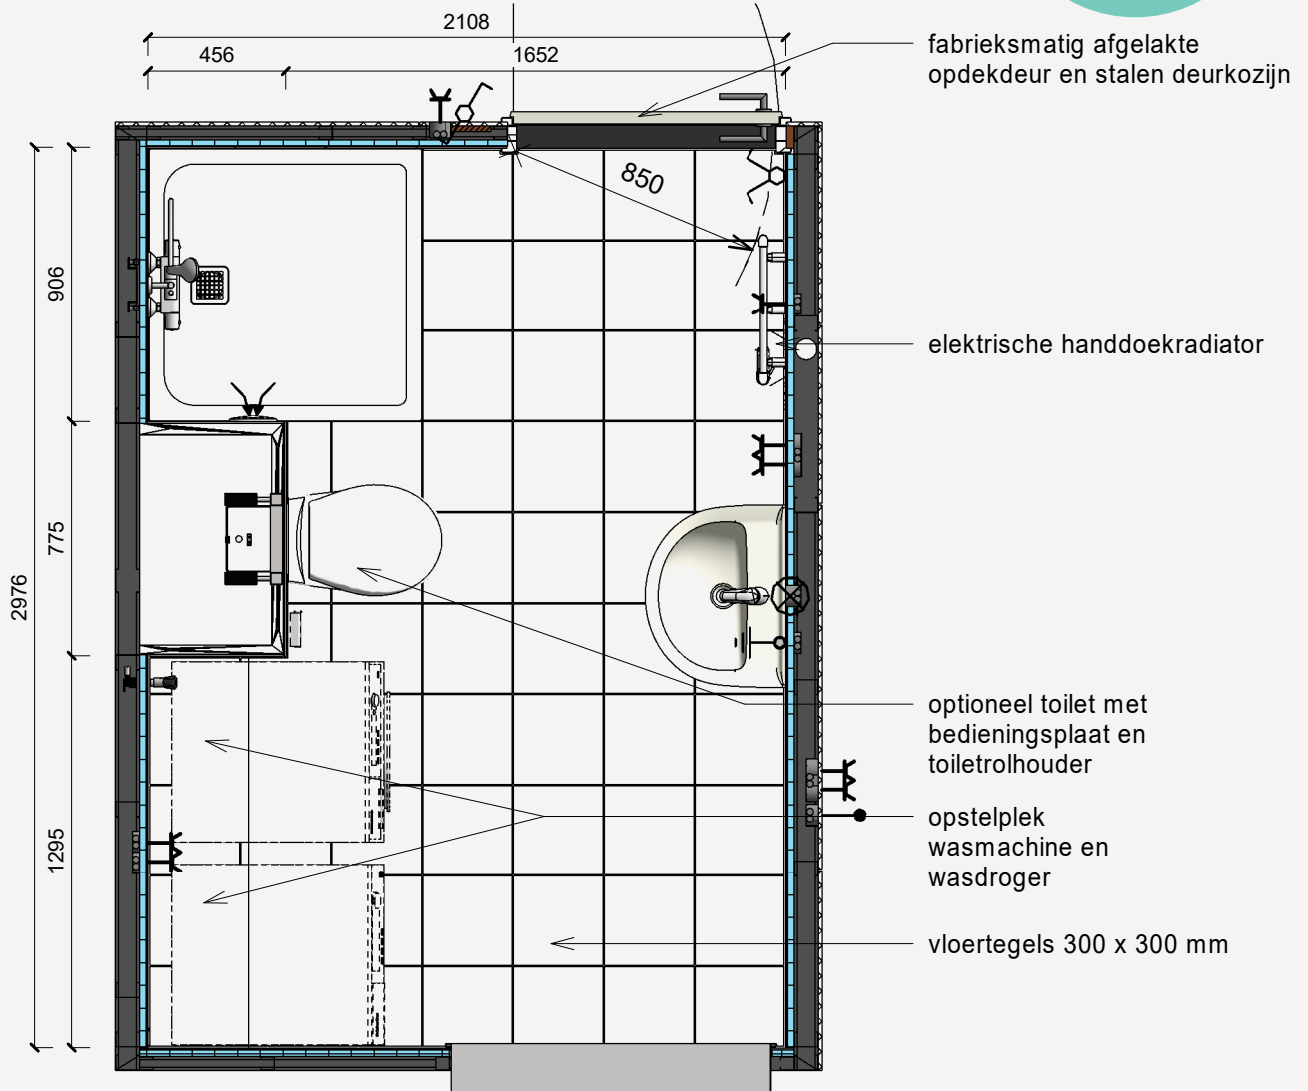 2108
456
1652
fabrieksmatig afgelakte
opdekdeur en stalen deurkozijn
850
906
elektrische handdoekradiator
775
2976
optioneel toilet met
bedieningsplaat en
toiletrolhouder
opstelplek
wasmachine en
wasdroger
1295
vloertegels 300 x 300 mm